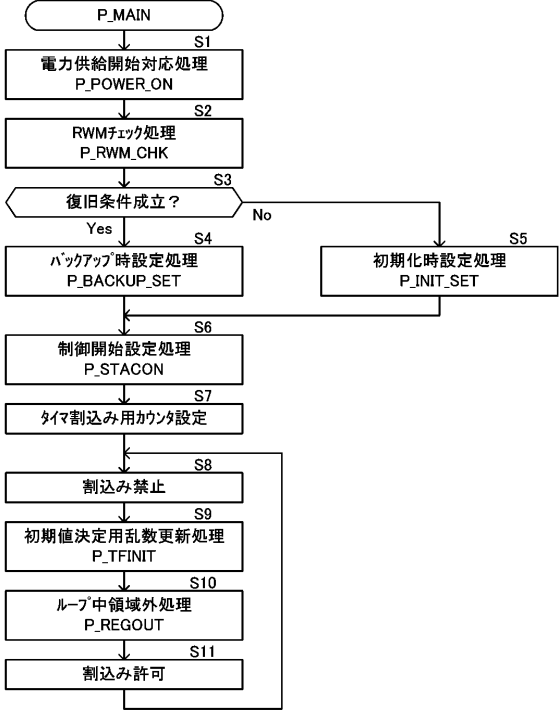 P_MAIN
S1
電力供給開始対応処理
P_POWER_ON
S2
RWMﾁｪｯｸ処理
P_RWM_CHK
S3
復旧条件成立？
Yes
No
S4
ﾊﾞｯｸｱｯﾌﾟ時設定処理
P_BACKUP_SET
S5
初期化時設定処理
P_INIT_SET
S6
制御開始設定処理
P_STACON
S7
ﾀｲﾏ割込み用ｶｳﾝﾀ設定
S8
割込み禁止
S9
初期値決定用乱数更新処理
P_TFINIT
S10
ﾙｰﾌﾟ中領域外処理
P_REGOUT
S11
割込み許可